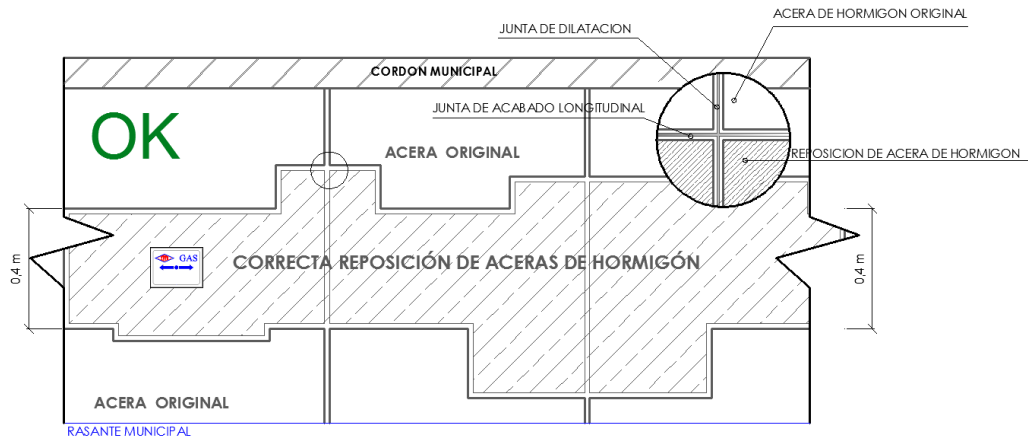 ACERA DE HORMIGON ORIGINAL
JUNTA DE DILATACION
CORDON MUNICIPAL
JUNTA DE ACABADO LONGITUDINAL
OK
ACERA ORIGINAL
REPOSICION DE ACERA DE HORMIGON
0,4 m
GAS
CORRECTA REPOSICIÓN DE ACERAS DE HORMIGÓN
0,4 m
ACERA ORIGINAL
RASANTE MUNICIPAL